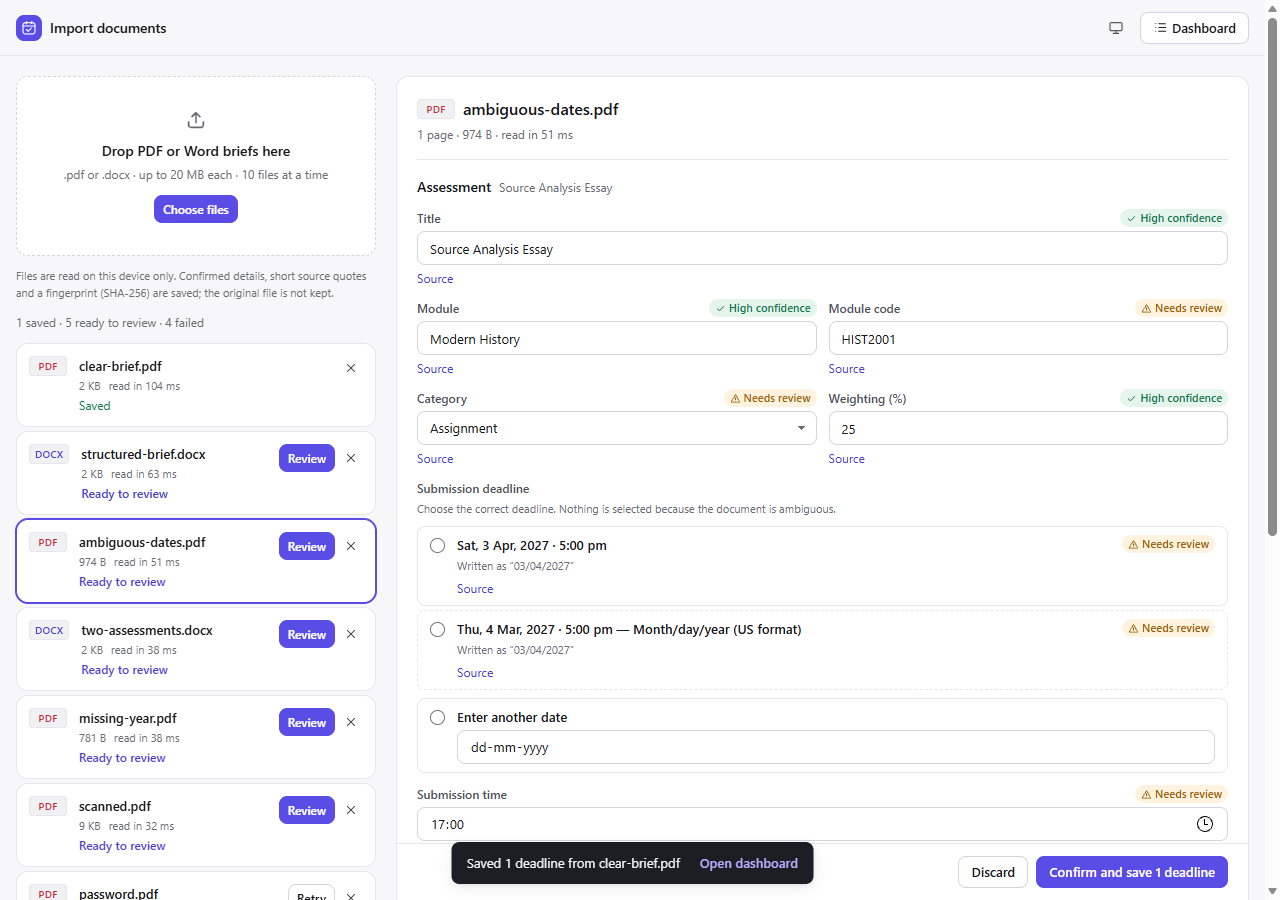 Import documents
Dashboard
Drop PDF or Word briefs here
.pdf or .docx · up to 20 MB each · 10 files at a time
Choose files
Files are read on this device only. Confirmed details, short source quotes
and a fingerprint (SHA-256) are saved; the original file is not kept.
1 saved · 5 ready to review · 4 failed
PDF clear-brief.pdf
2 KB read in 104 ms
Saved
DOCX structured-brief.docx Review
2 KB read in 63 ms
Ready to review
PDF ambiguous-dates.pdf Review
974 B read in 51 ms
Ready to review
DOCX two-assessments.docx Review
2 KB read in 38 ms
Ready to review
PDF missing-year.pdf Review
781 B read in 38 ms
Ready to review
PDF scanned.pdf Review
9 KB read in 32 ms
Ready to review
PDF password.pdf Retry
PDF ambiguous-dates.pdf
1 page · 974 B · read in 51 ms
Assessment Source Analysis Essay
Title High confidence
Source Analysis Essay
Source
Module High confidence
Modern History
Source
Module code Needs review
HIST2001
Source
Category Needs review
Assignment
Source
Weighting (%) High confidence
25
Source
Submission deadline
Choose the correct deadline. Nothing is selected because the document is ambiguous.
Sat, 3 Apr, 2027 · 5:00 pm Needs review
Written as “03/04/2027”
Source
Thu, 4 Mar, 2027 · 5:00 pm — Month/day/year (US format) Needs review
Written as “03/04/2027”
Source
Enter another date
dd-mm-yyyy
Submission time Needs review
17:00
Saved 1 deadline from clear-brief.pdf Open dashboard
Discard Confirm and save 1 deadline